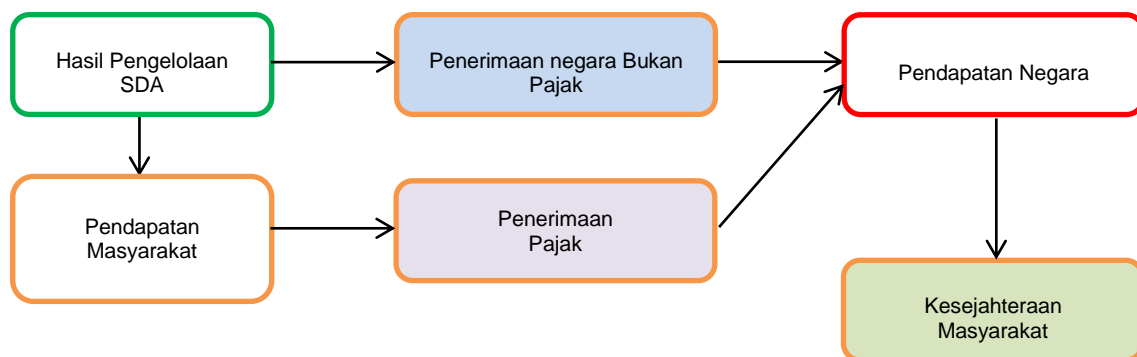 Hasil Pengelolaan
SDA
Penerimaan negara Bukan
Pajak
Pendapatan Negara
Pendapatan
Masyarakat
Penerimaan
Pajak
Kesejahteraan
Masyarakat